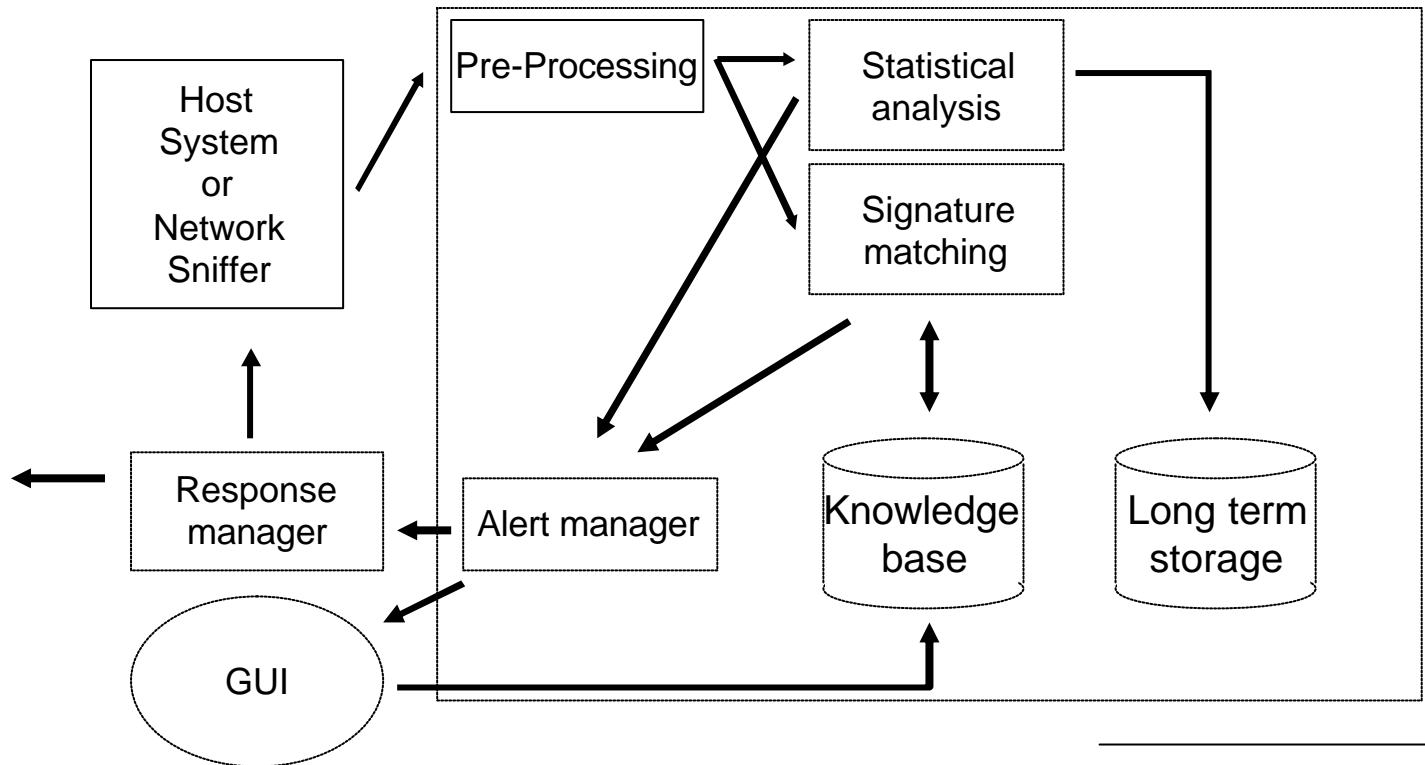 Host
System
or
Network
Sniffer
Pre-Processing
Statistical
analysis
Signature
matching
Response
manager
Alert manager
Knowledge
base
Long term
storage
GUI